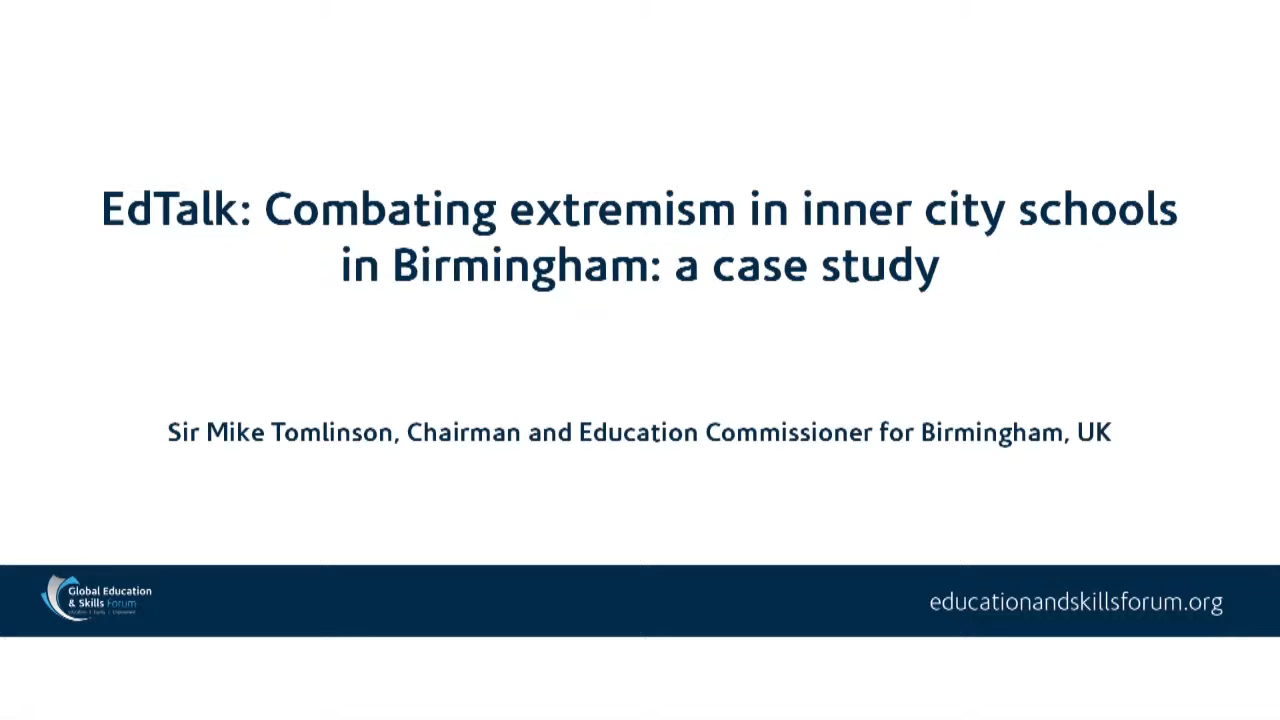 EdTalk: Combating extremism in inner city schools
in Birmingham: a case study
Sir Mike Tomlinson, Chairman and Education Commissioner for Birmingham, UK
Global Education
& Skills Forum
educationandskillsforum.org